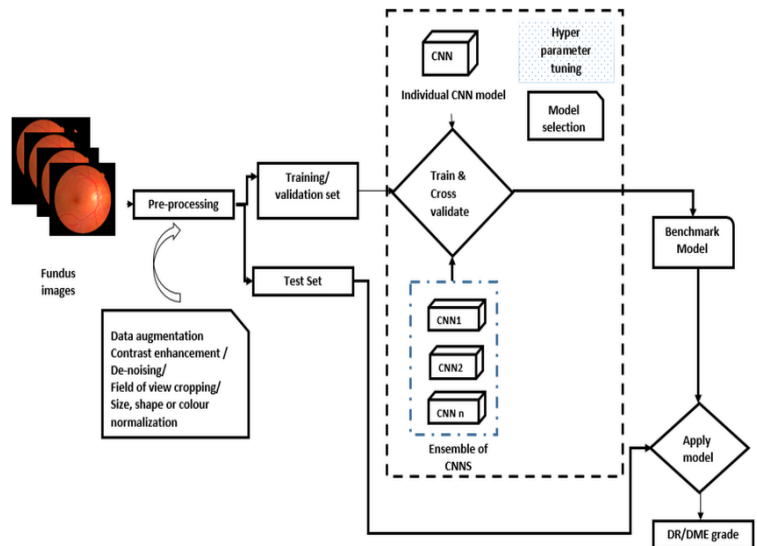 CNN
Individual CNN model
Hyper
parameter
tuning
Model
selection
Fundus
images
Pre-processing
Training/
validation set
Test Set
Train &
Cross
validate
Benchmark
Model
Data augmentation
Contrast enhancement /
De-noising/
Field of view cropping/
Size, shape or colour
normalization
CNN1
CNN2
CNN n
Ensemble of
CNNS
Apply
model
DR/DME grade